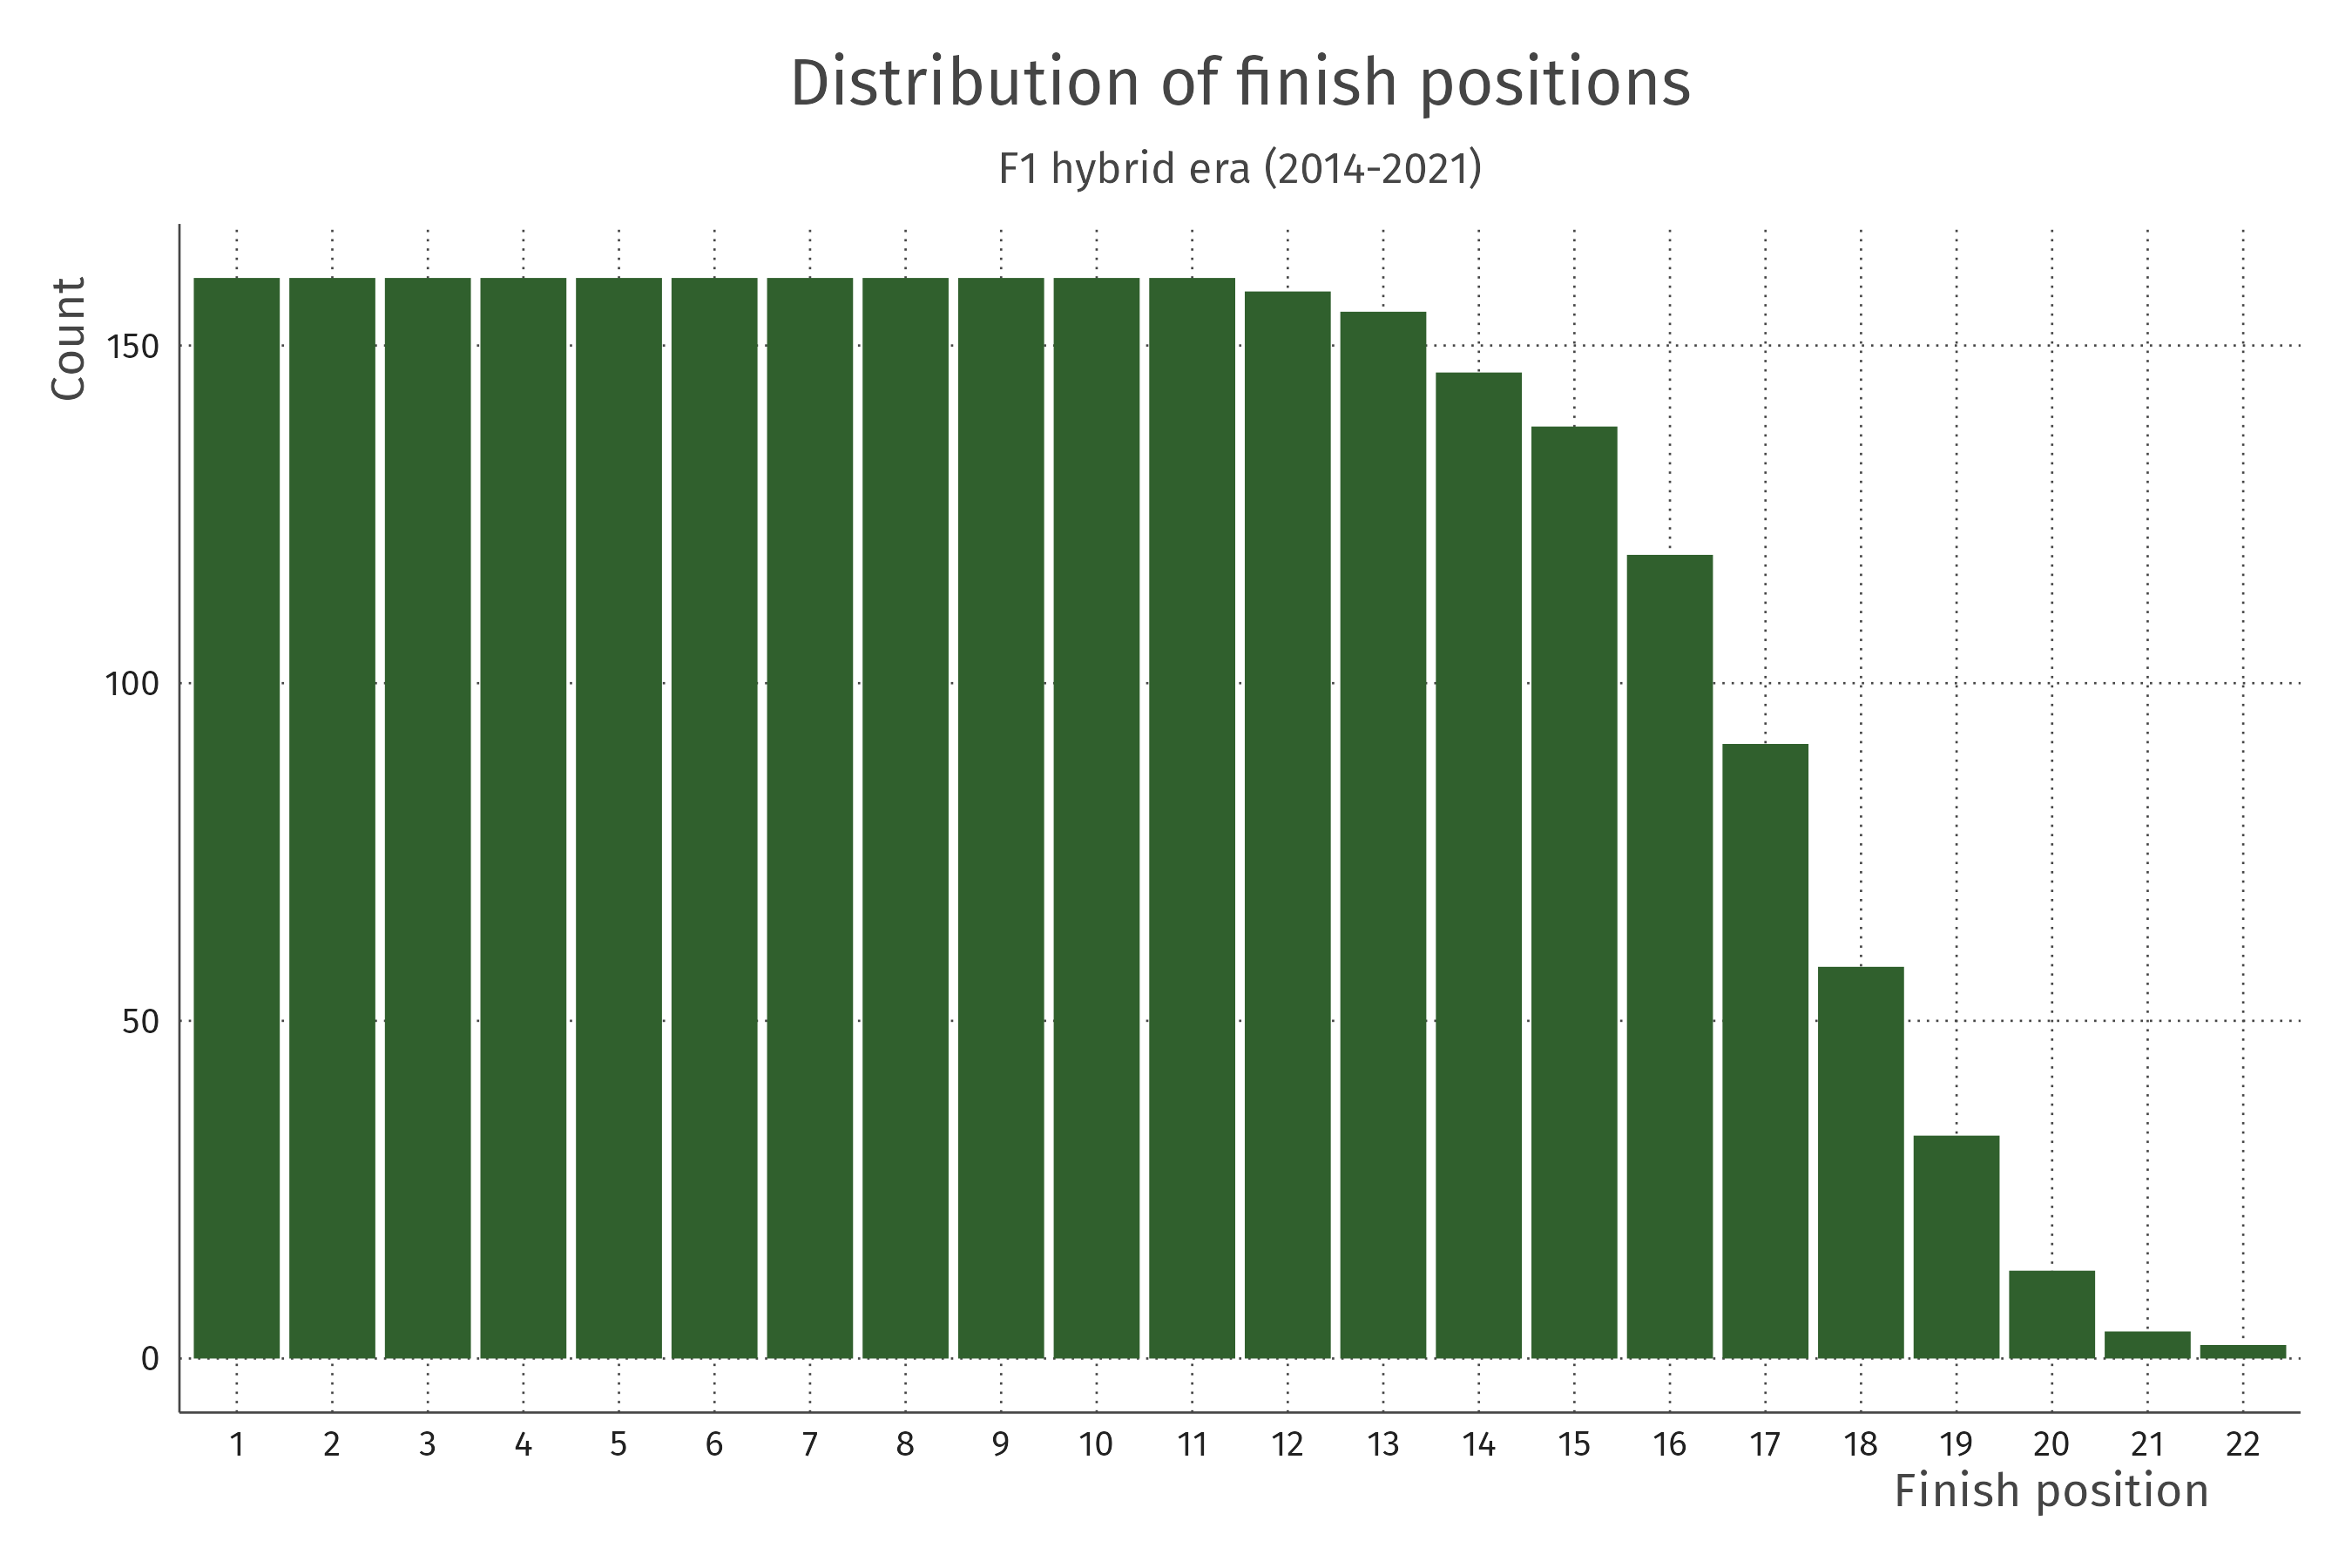 Distribution of finish positions
F1 hybrid era (2014-2021)
Count
150
100
50
0
1 2 3 4 5 6 7 8 9 10 11 12 13 14 15 16 17 18 19 20 21 22
Finish position